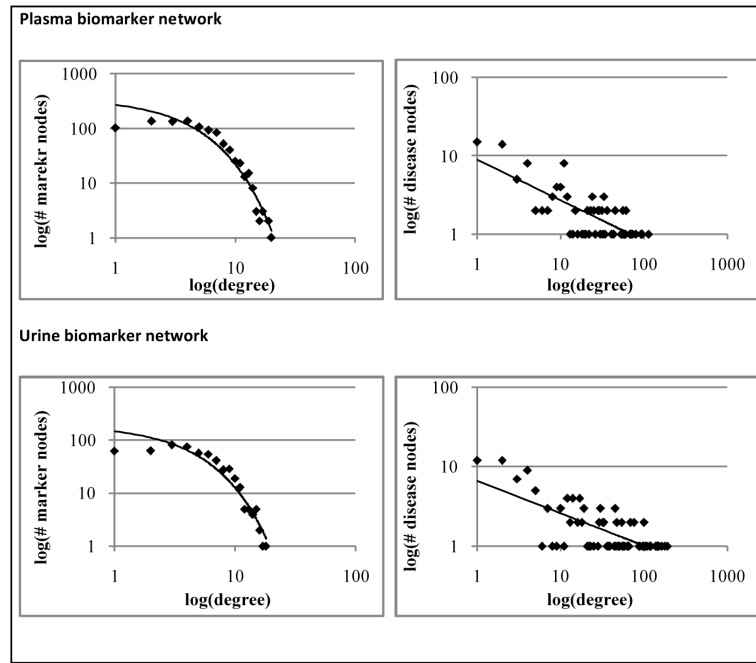 Plasma biomarker network
log(# marekr nodes)
1000
100
10
1
1 10 100
log(degree)
log(# disease nodes)
100
10
1
1 10 100 1000
log(degree)
Urine biomarker network
log(# marker nodes)
1000
100
10
1
1 10 100
log(degree)
log(# disease nodes)
100
10
1
1 10 100 1000
log(degree)